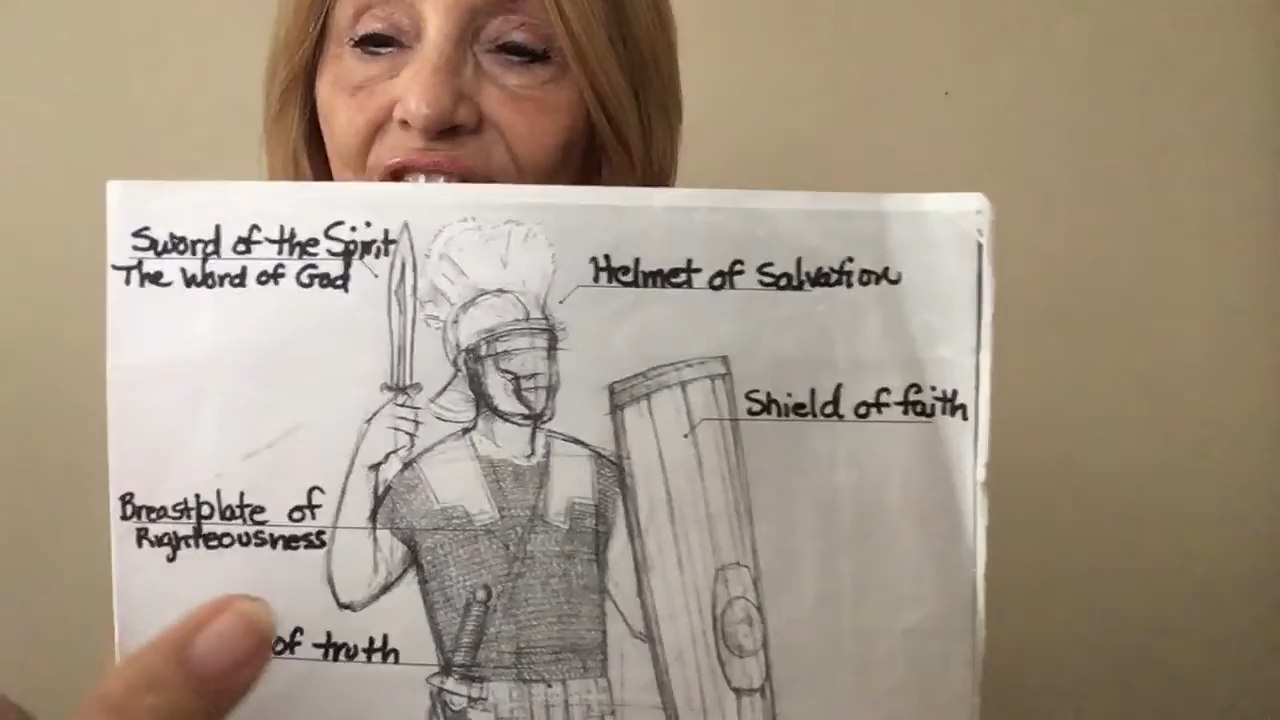 Sword of the Spirit
The Word of God
Helmet of Salvation
Shield of faith
Breastplate of
Righteousness
of truth